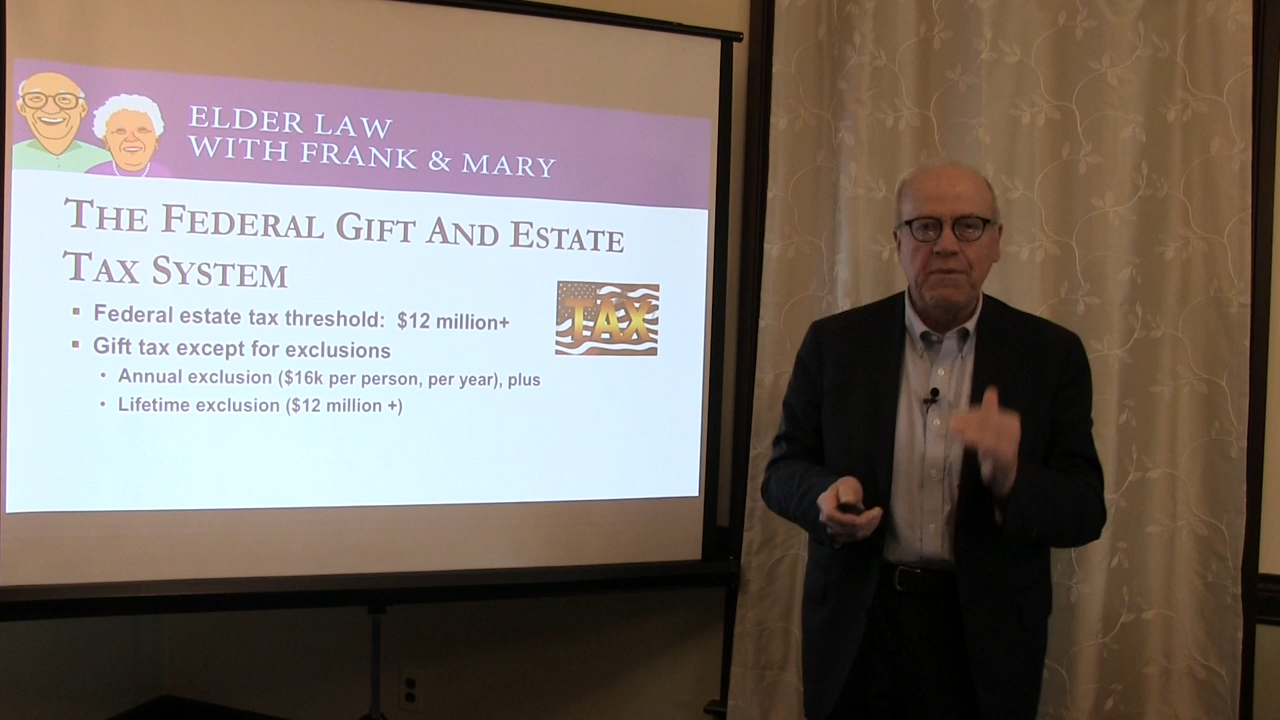 ELDER LAW
WITH FRANK & MARY
THE FEDERAL GIFT AND ESTATE
TAX SYSTEM
▪ Federal estate tax threshold: $12 million+
▪ Gift tax except for exclusions
• Annual exclusion ($16k per person, per year), plus
• Lifetime exclusion ($12 million +)
TAX